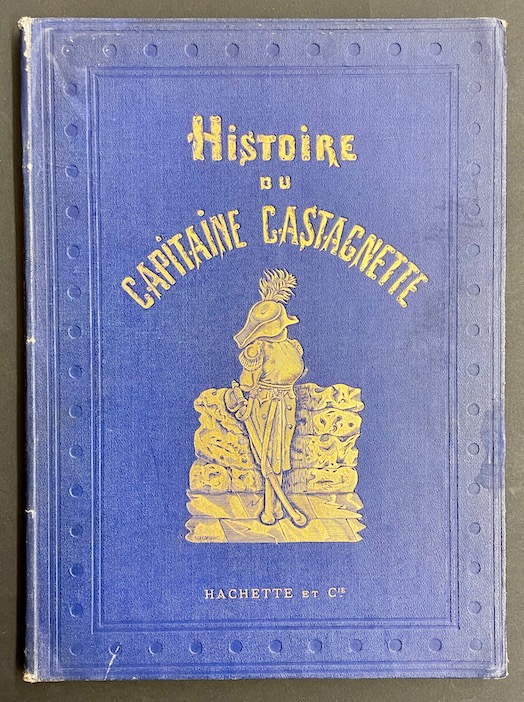 HISTOIRE
DU
CAPITAINE CASTAGNETTE
HACHETTE ET Cie